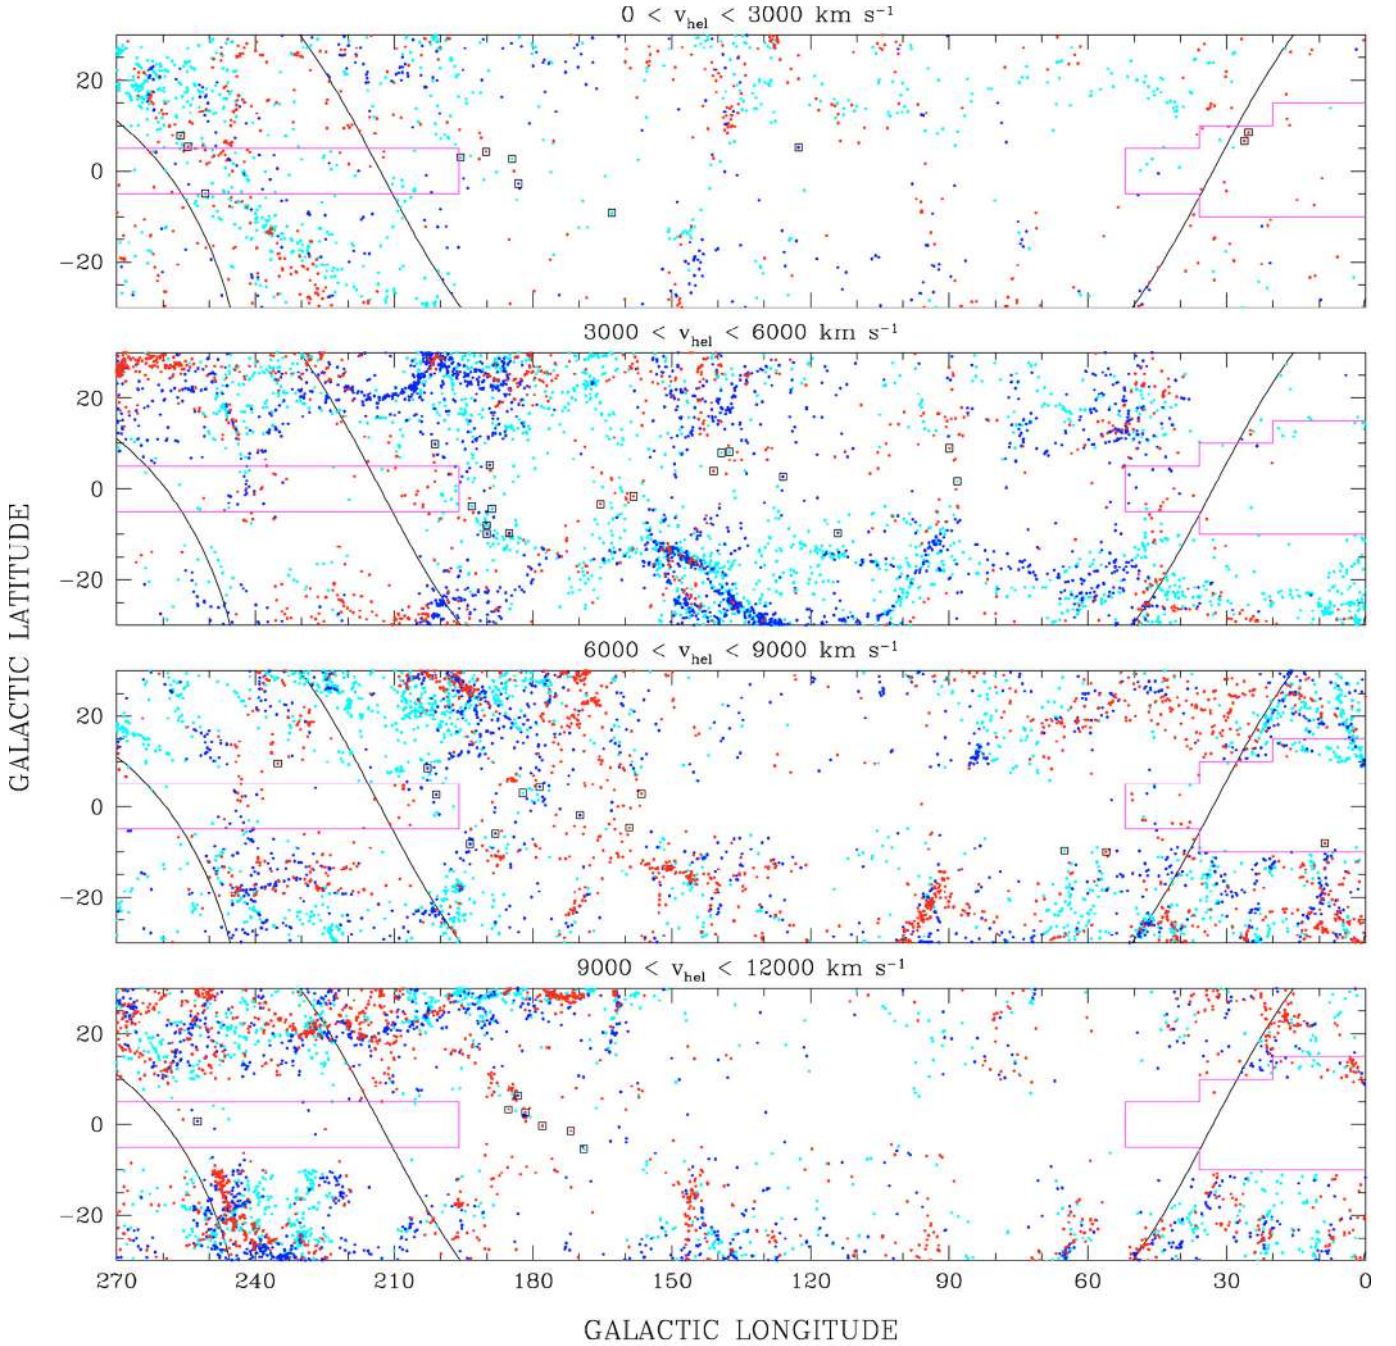 0 < v_hel < 3000 km s⁻¹
20
0
−20
3000 < v_hel < 6000 km s⁻¹
20
0
−20
6000 < v_hel < 9000 km s⁻¹
20
0
−20
9000 < v_hel < 12000 km s⁻¹
20
0
−20
270 240 210 180 150 120 90 60 30 0
GALACTIC LATITUDE
GALACTIC LONGITUDE